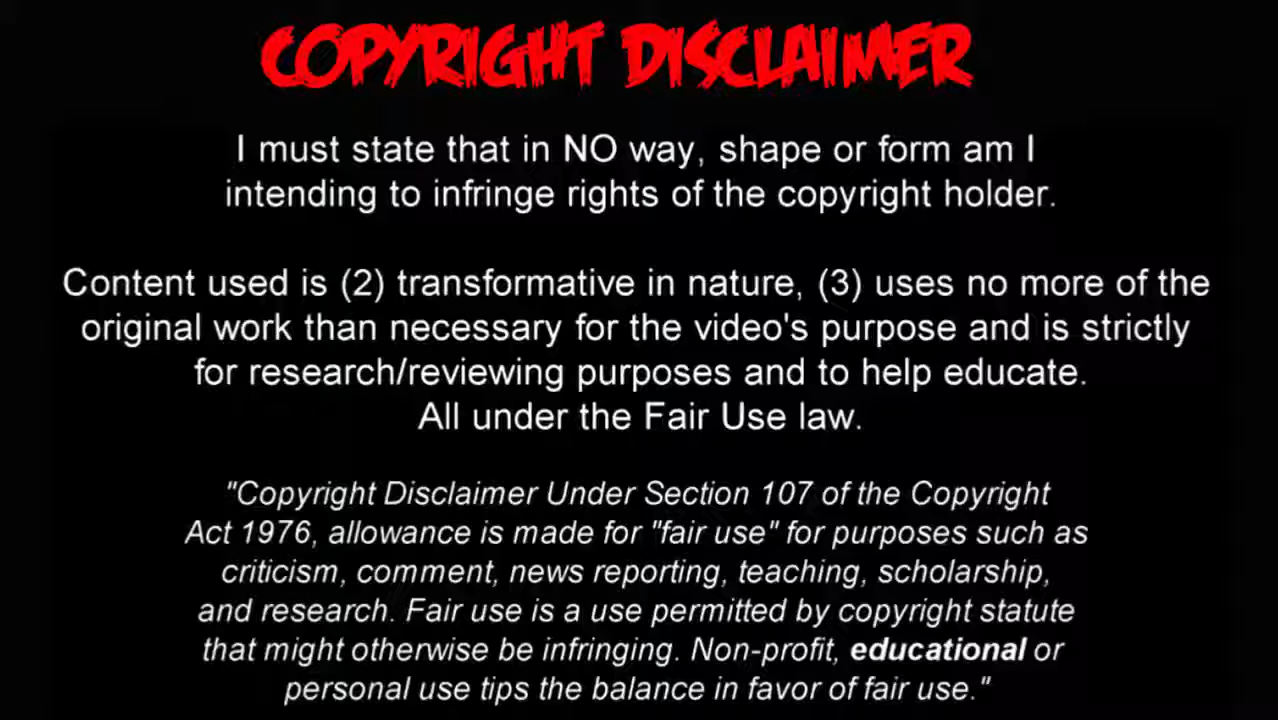 COPYRIGHT DISCLAIMER
I must state that in NO way, shape or form am I
intending to infringe rights of the copyright holder.
Content used is (2) transformative in nature, (3) uses no more of the
original work than necessary for the video's purpose and is strictly
for research/reviewing purposes and to help educate.
All under the Fair Use law.
"Copyright Disclaimer Under Section 107 of the Copyright
Act 1976, allowance is made for "fair use" for purposes such as
criticism, comment, news reporting, teaching, scholarship,
and research. Fair use is a use permitted by copyright statute
that might otherwise be infringing. Non-profit, educational or
personal use tips the balance in favor of fair use."